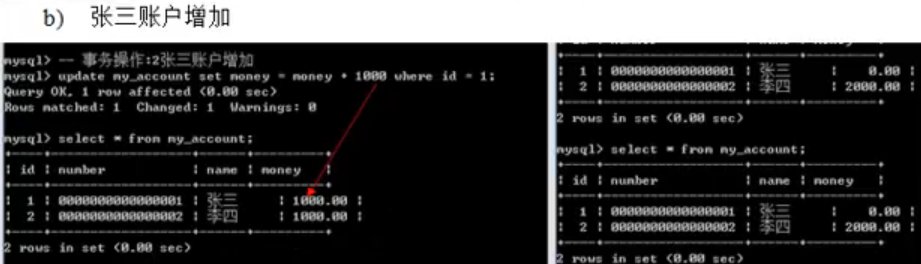 b) 张三账户增加
mysql> -- 事务操作:2张三账户增加
mysql> update my_account set money = money + 1000 where id = 1;
Query OK, 1 row affected (0.00 sec)
Rows matched: 1  Changed: 1  Warnings: 0
mysql> select * from my_account;
+----+------------------+------+---------+
| id | number           | name | money   |
+----+------------------+------+---------+
| 1 | 0000000000000001 | 张三 | 1000.00 |
| 2 | 0000000000000002 | 李四 | 1000.00 |
+----+------------------+------+---------+
2 rows in set (0.00 sec)
| 1 | 0000000000000001 | 张三 | 0.00 |
| 2 | 0000000000000002 | 李四 | 2000.00 |
+----+------------------+------+---------+
2 rows in set (0.00 sec)
mysql> select * from my_account;
+----+------------------+------+---------+
| id | number           | name | money   |
+----+------------------+------+---------+
| 1 | 0000000000000001 | 张三 | 0.00 |
| 2 | 0000000000000002 | 李四 | 2000.00 |
+----+------------------+------+---------+
2 rows in set (0.00 sec)